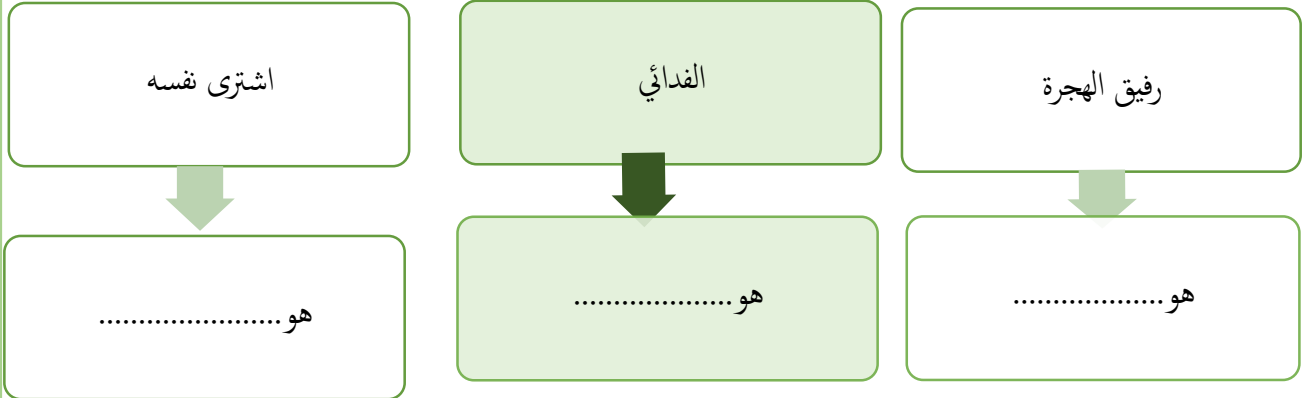 رفيق الهجرة
الفدائي
اشترى نفسه
هو...................
هو....................
هو.......................